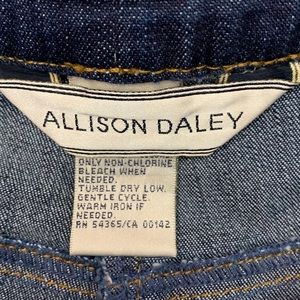 ALLISON DALEY
ONLY NON-CHLORINE
BLEACH WHEN
NEEDED.
TUMBLE DRY LOW.
GENTLE CYCLE.
WARM IRON IF
NEEDED.
RN 54365/CA 00142